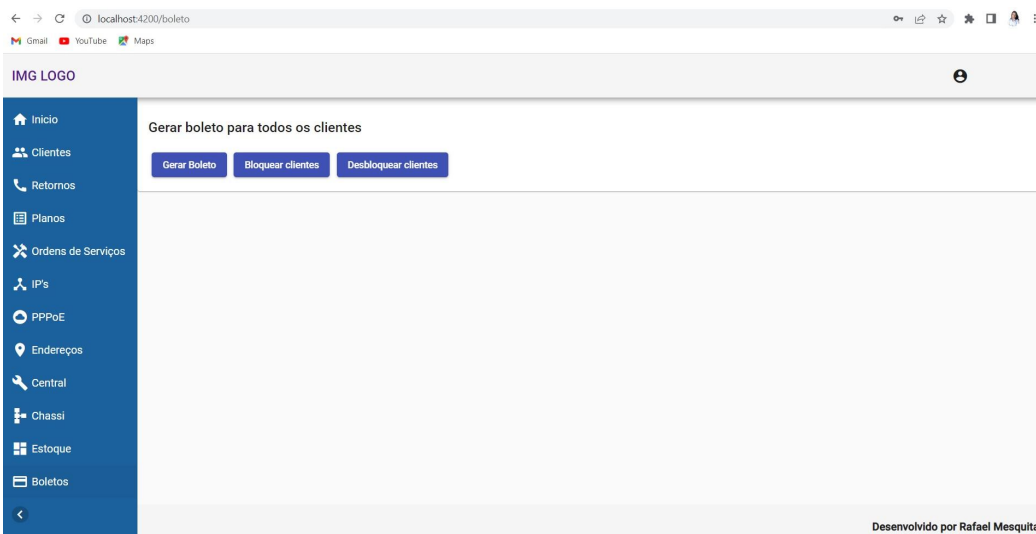 localhost:4200/boleto
Gmail YouTube Maps
IMG LOGO
Inicio
Clientes
Retornos
Planos
Ordens de Serviços
IP's
PPPoE
Endereços
Central
Chassi
Estoque
Boletos
Gerar boleto para todos os clientes
Gerar Boleto Bloquear clientes Desbloquear clientes
Desenvolvido por Rafael Mesquita